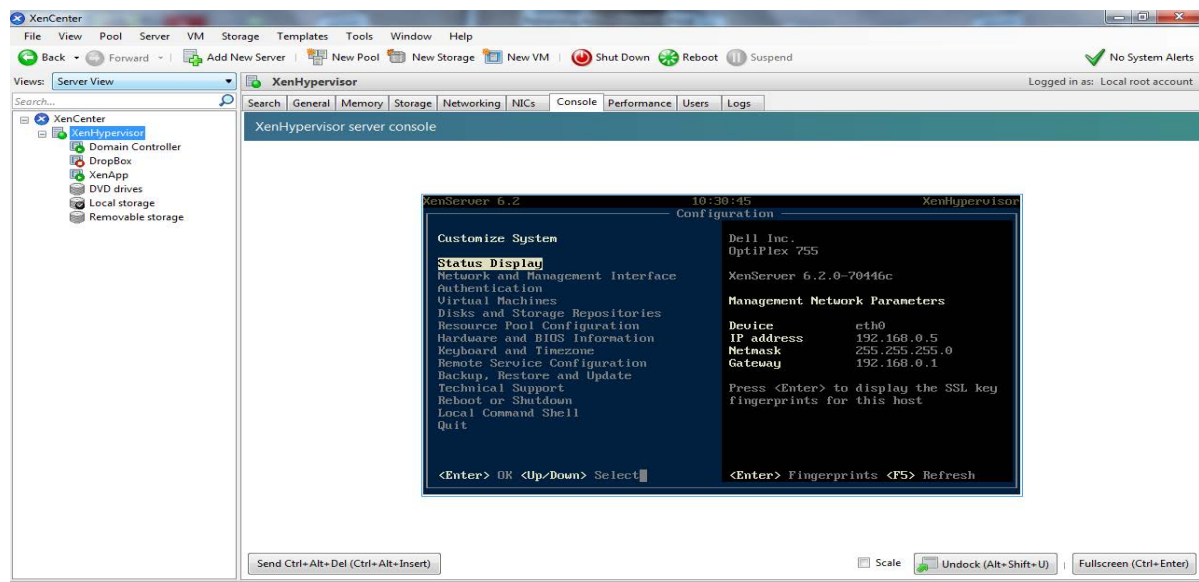 XenCenter
File View Pool Server VM Storage Templates Tools Window Help
Back Forward Add New Server New Pool New Storage New VM Shut Down Reboot Suspend No System Alerts
Views: Server View
XenHypervisor Logged in as: Local root account
Search...
Search General Memory Storage Networking NICs Console Performance Users Logs
XenCenter
XenHypervisor
Domain Controller
DropBox
XenApp
DVD drives
Local storage
Removable storage
XenHypervisor server console
XenServer 6.2 10:30:45 XenHypervisor
Configuration
Customize System
Status Display
Network and Management Interface
Authentication
Virtual Machines
Disks and Storage Repositories
Resource Pool Configuration
Hardware and BIOS Information
Keyboard and Timezone
Remote Service Configuration
Backup, Restore and Update
Technical Support
Reboot or Shutdown
Local Command Shell
Quit
<Enter> OK <Up/Down> Select
Dell Inc.
OptiPlex 755
XenServer 6.2.0-70446c
Management Network Parameters
Device eth0
IP address 192.168.0.5
Netmask 255.255.255.0
Gateway 192.168.0.1
Press <Enter> to display the SSL key
fingerprints for this host
<Enter> Fingerprints <F5> Refresh
Send Ctrl+Alt+Del (Ctrl+Alt+Insert) Scale Undock (Alt+Shift+U) Fullscreen (Ctrl+Enter)